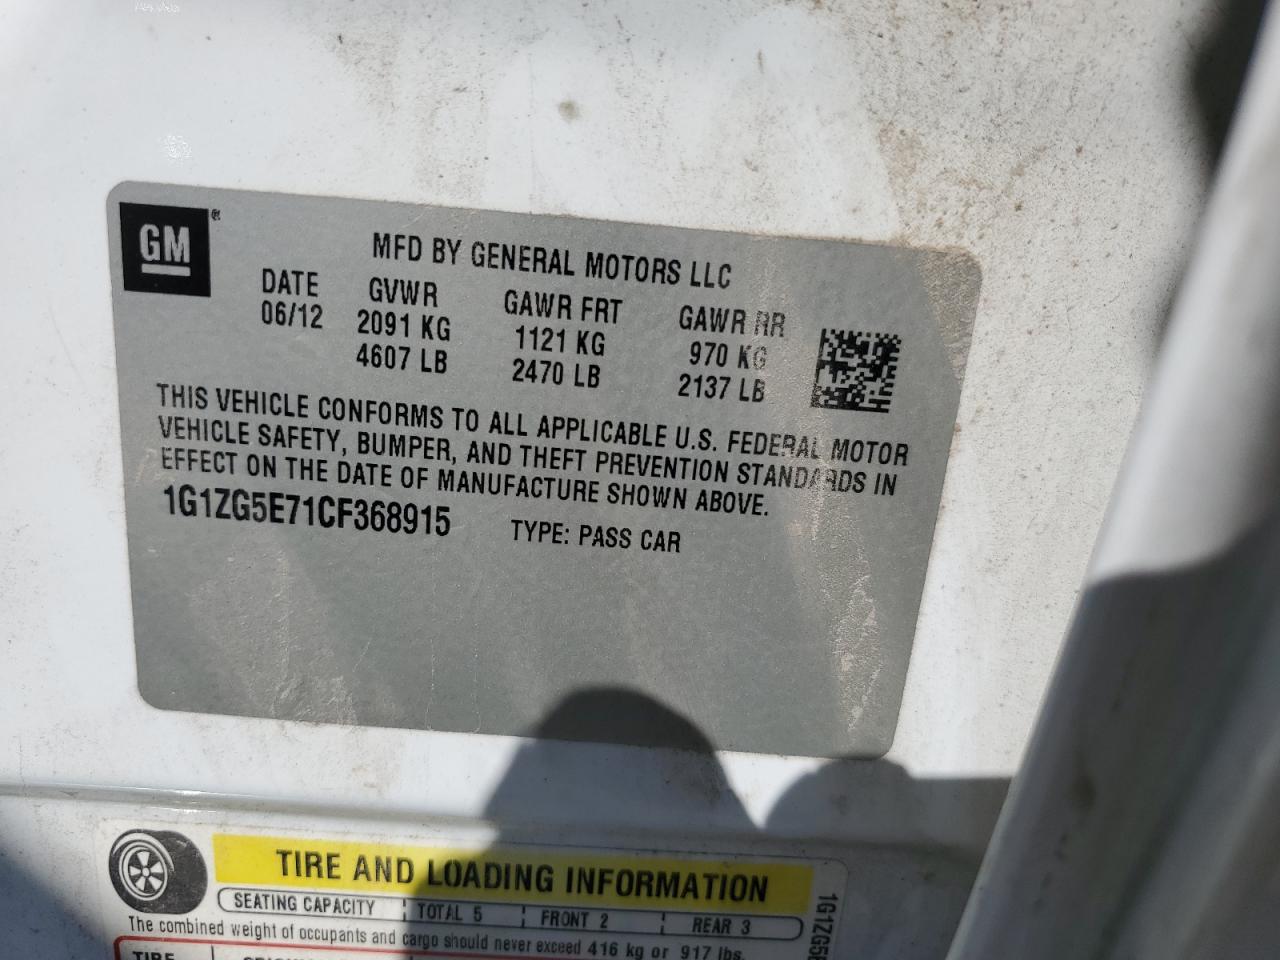 GM®
MFD BY GENERAL MOTORS LLC
DATE GVWR GAWR FRT GAWR RR
06/12 2091 KG 1121 KG 970 KG
4607 LB 2470 LB 2137 LB
THIS VEHICLE CONFORMS TO ALL APPLICABLE U.S. FEDERAL MOTOR
VEHICLE SAFETY, BUMPER, AND THEFT PREVENTION STANDARDS IN
EFFECT ON THE DATE OF MANUFACTURE SHOWN ABOVE.
1G1ZG5E71CF368915 TYPE: PASS CAR
TIRE AND LOADING INFORMATION
SEATING CAPACITY TOTAL 5 FRONT 2 REAR 3
The combined weight of occupants and cargo should never exceed 416 kg or 917 lbs.
TIRE
1G1ZG5E